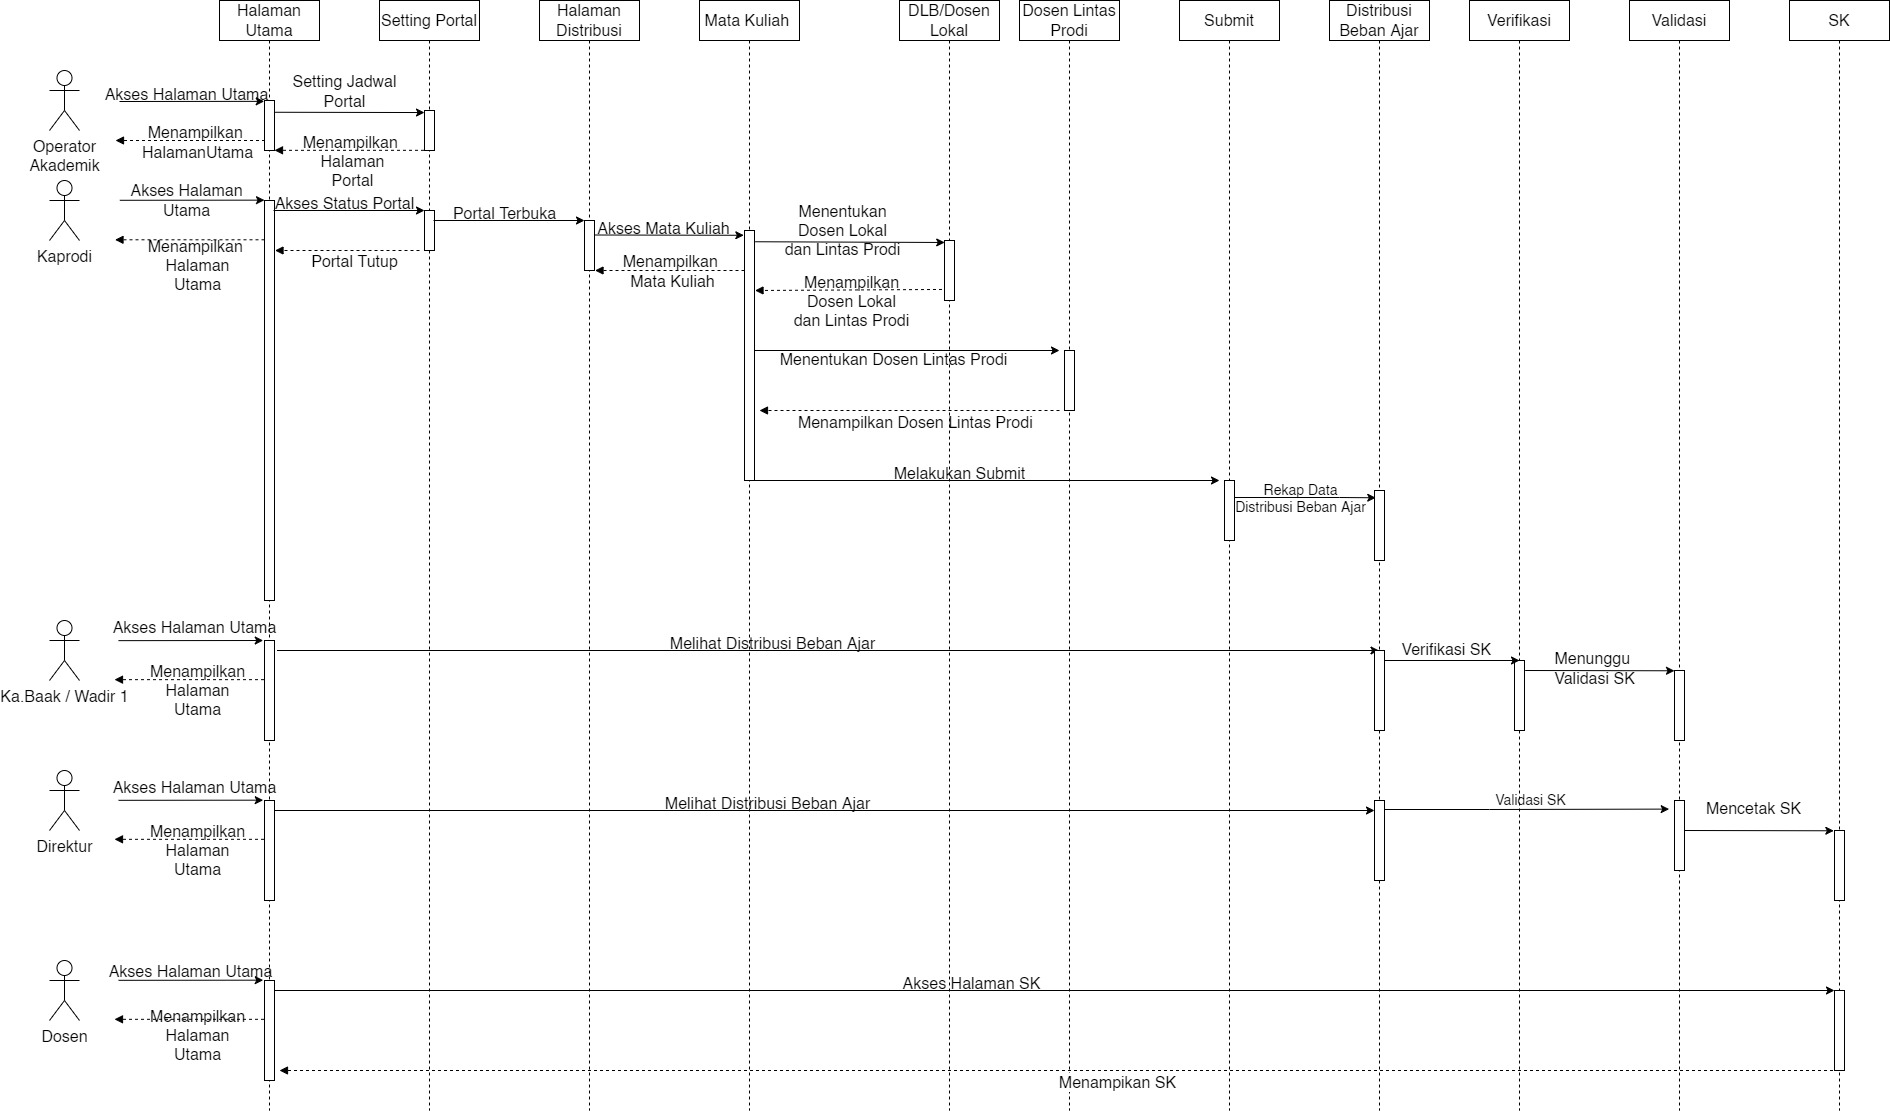 Halaman
Utama
Setting Portal
Halaman
Distribusi
Mata Kuliah
DLB/Dosen
Lokal
Dosen Lintas
Prodi
Submit
Distribusi
Beban Ajar
Verifikasi
Validasi
SK
Akses Halaman Utama
Setting Jadwal
Portal
Menampilkan
HalamanUtama
Menampilkan
Halaman
Portal
Operator
Akademik
Akses Halaman
Utama
Akses Status Portal
Portal Terbuka
Akses Mata Kuliah
Menentukan
Dosen Lokal
dan Lintas Prodi
Menampilkan
Halaman
Utama
Kaprodi
Portal Tutup
Menampilkan
Mata Kuliah
Menampilkan
Dosen Lokal
dan Lintas Prodi
Menentukan Dosen Lintas Prodi
Menampilkan Dosen Lintas Prodi
Melakukan Submit
Rekap Data
Distribusi Beban Ajar
Akses Halaman Utama
Melihat Distribusi Beban Ajar
Verifikasi SK
Menunggu
Validasi SK
Menampilkan
Halaman
Utama
Ka.Baak / Wadir 1
Akses Halaman Utama
Melihat Distribusi Beban Ajar
Validasi SK
Mencetak SK
Menampilkan
Halaman
Utama
Direktur
Akses Halaman Utama
Akses Halaman SK
Menampilkan
Halaman
Utama
Dosen
Menampikan SK